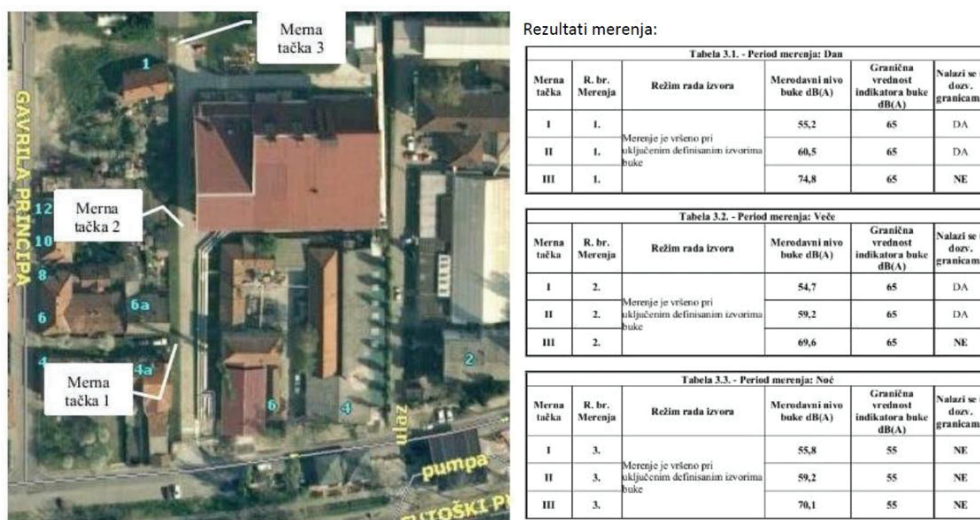 Merna
tačka 3
1
GAVRILA PRINCIPA
12
Merna
tačka 2
10
8
6a
6
4
4a
Merna
tačka 1
6
4
2
ulaz
pumpa
Rezultati merenja:
Tabela 3.1. - Period merenja: Dan
Merna tačka R. br. Merenja Režim rada izvora Merodavni nivo buke dB(A) Granična vrednost indikatora buke dB(A) Nalazi se dozv. granicam
I 1. Merenje je vršeno pri uključenim definisanim izvorima buke 55,2 65 DA
II 1. 60,5 65 DA
III 1. 74,8 65 NE
Tabela 3.2. - Period merenja: Veče
Merna tačka R. br. Merenja Režim rada izvora Merodavni nivo buke dB(A) Granična vrednost indikatora buke dB(A) Nalazi se dozv. granicam
I 2. Merenje je vršeno pri uključenim definisanim izvorima buke 54,7 65 DA
II 2. 59,2 65 DA
III 2. 69,6 65 NE
Tabela 3.3. - Period merenja: Noć
Merna tačka R. br. Merenja Režim rada izvora Merodavni nivo buke dB(A) Granična vrednost indikatora buke dB(A) Nalazi se dozv. granicam
I 3. Merenje je vršeno pri uključenim definisanim izvorima buke 55,8 55 NE
II 3. 59,2 55 NE
III 3. 70,1 55 NE